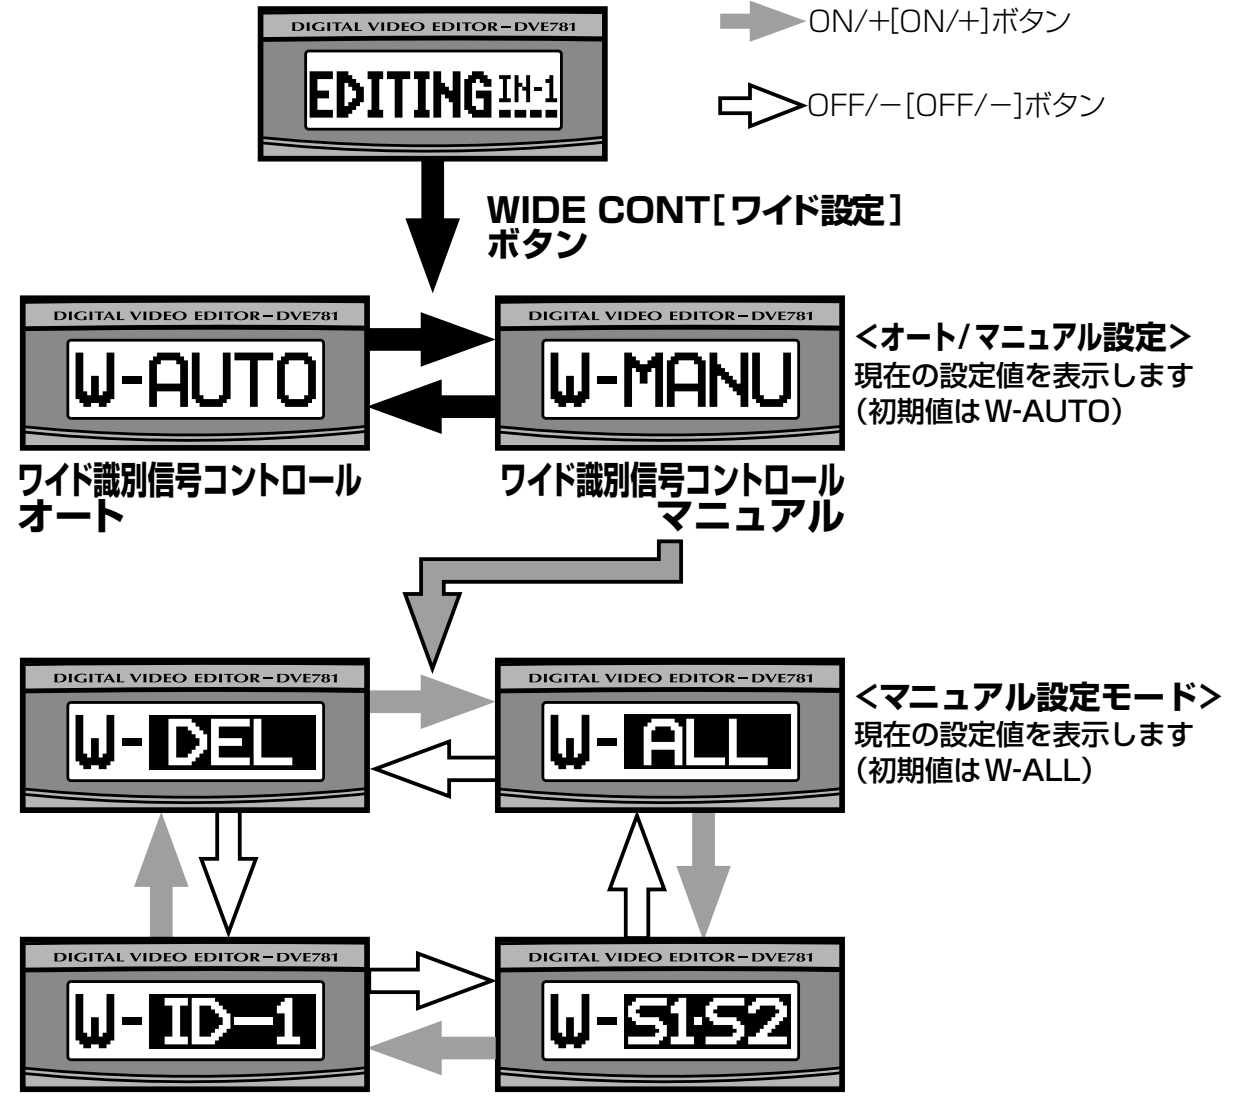 DIGITAL VIDEO EDITOR–DVE781
EDITING IN-1
ON/+[ON/+]ボタン
OFF/−[OFF/−]ボタン
WIDE CONT[ワイド設定]
ボタン
DIGITAL VIDEO EDITOR–DVE781
W-AUTO
DIGITAL VIDEO EDITOR–DVE781
W-MANU
<オート/マニュアル設定>
現在の設定値を表示します
(初期値はW-AUTO)
ワイド識別信号コントロール
オート
ワイド識別信号コントロール
マニュアル
DIGITAL VIDEO EDITOR–DVE781
W-DEL
DIGITAL VIDEO EDITOR–DVE781
W-ALL
<マニュアル設定モード>
現在の設定値を表示します
(初期値はW-ALL)
DIGITAL VIDEO EDITOR–DVE781
W-ID-1
DIGITAL VIDEO EDITOR–DVE781
W-S1·S2